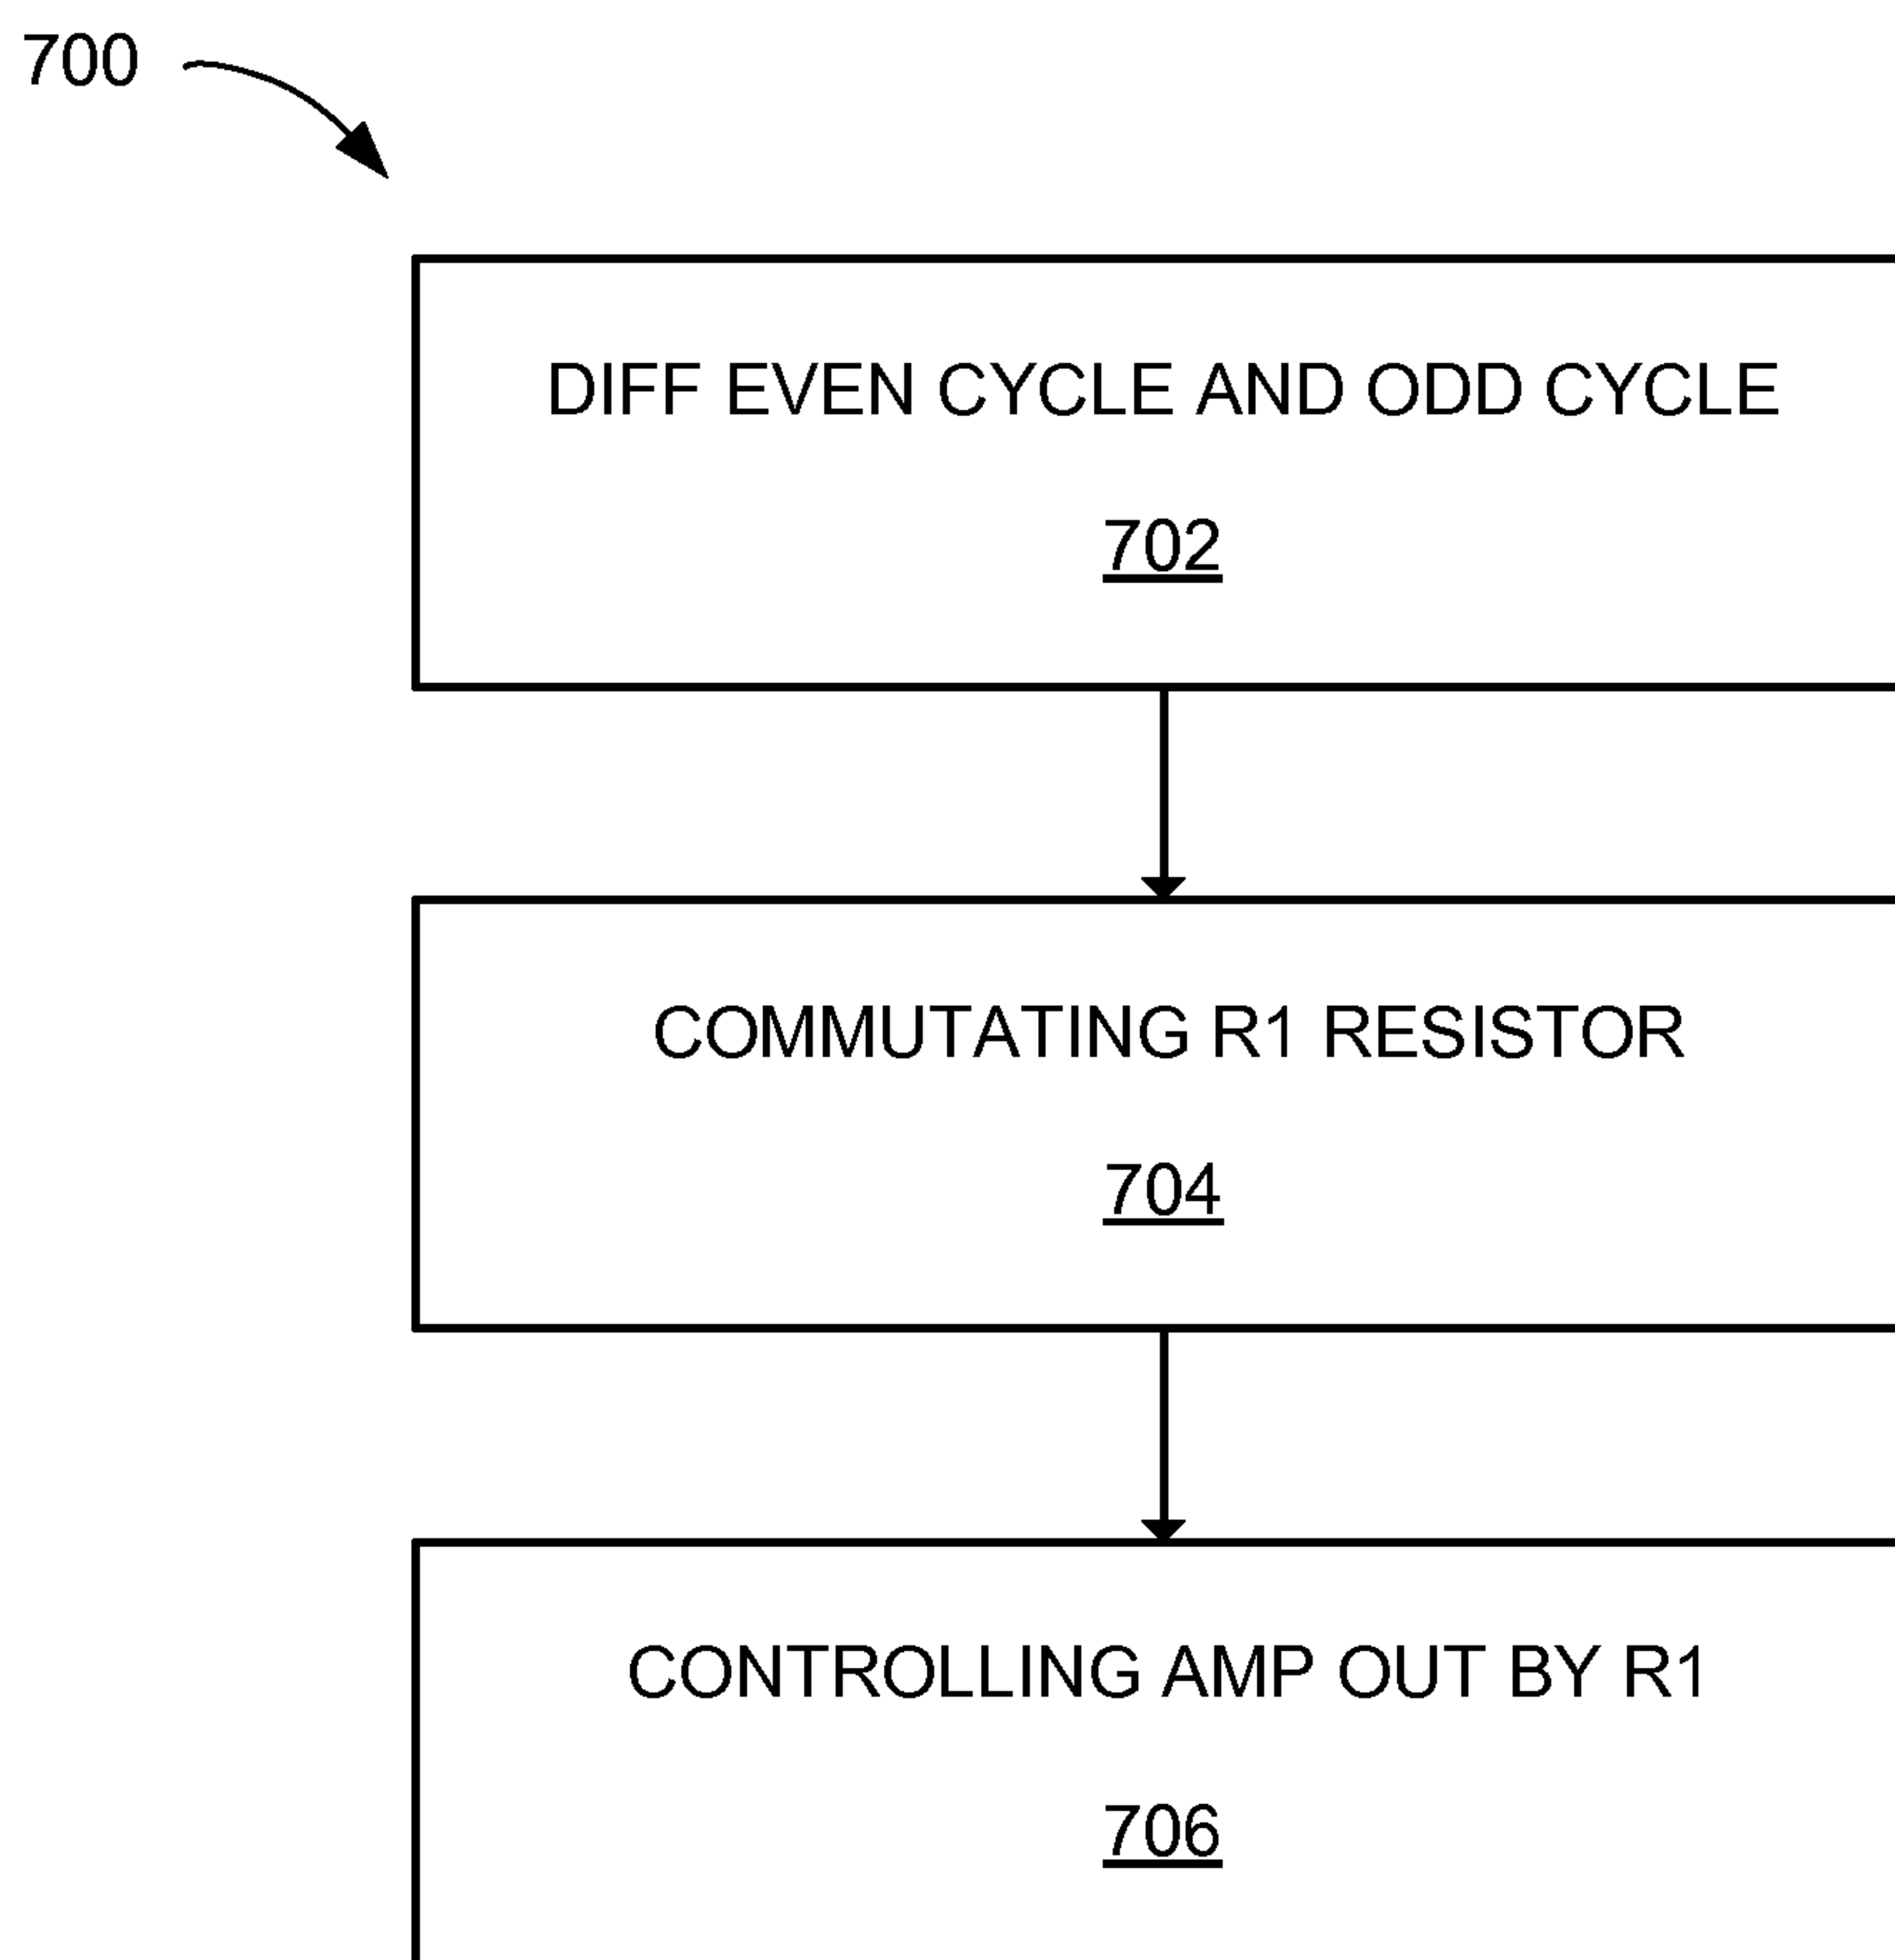 700
DIFF EVEN CYCLE AND ODD CYCLE
702
COMMUTATING R1 RESISTOR
704
CONTROLLING AMP OUT BY R1
706